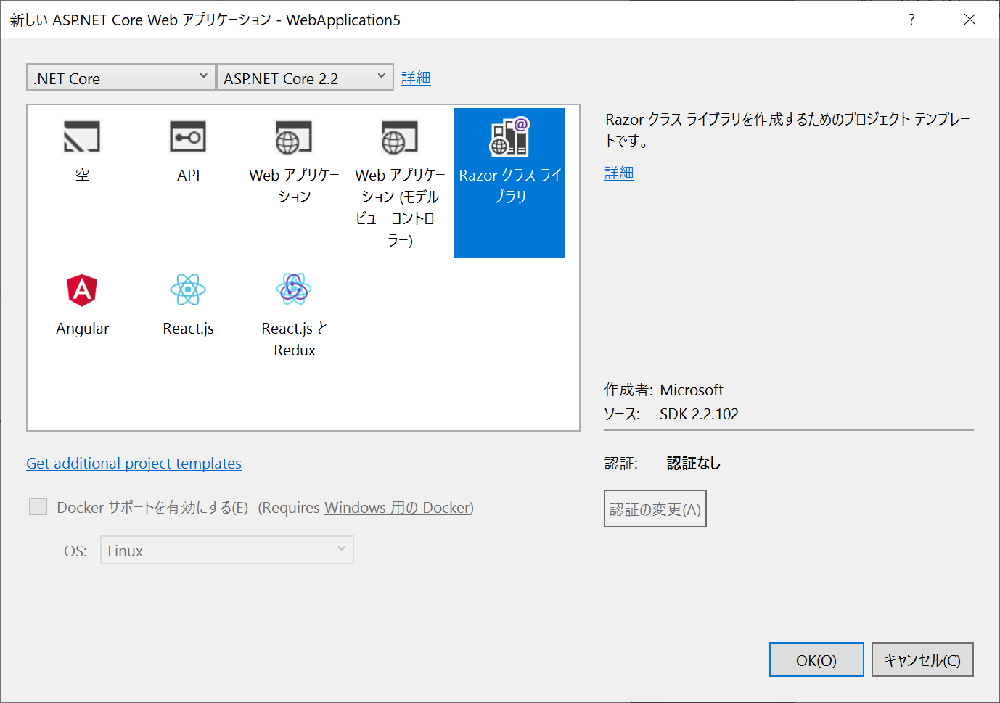 新しい ASP.NET Core Web アプリケーション - WebApplication5
?
.NET Core
ASP.NET Core 2.2
詳細
空
API
Web アプリケー
ション
Web アプリケー
ション (モデル
ビュー コントロー
ラー)
Razor クラス ライ
ブラリ
Angular
React.js
React.js と
Redux
Razor クラス ライブラリを作成するためのプロジェクト テンプレー
トです。
詳細
作成者: Microsoft
ソース: SDK 2.2.102
Get additional project templates
認証: 認証なし
Docker サポートを有効にする(E) (Requires Windows 用の Docker)
認証の変更(A)
OS: Linux
OK(O)
キャンセル(C)